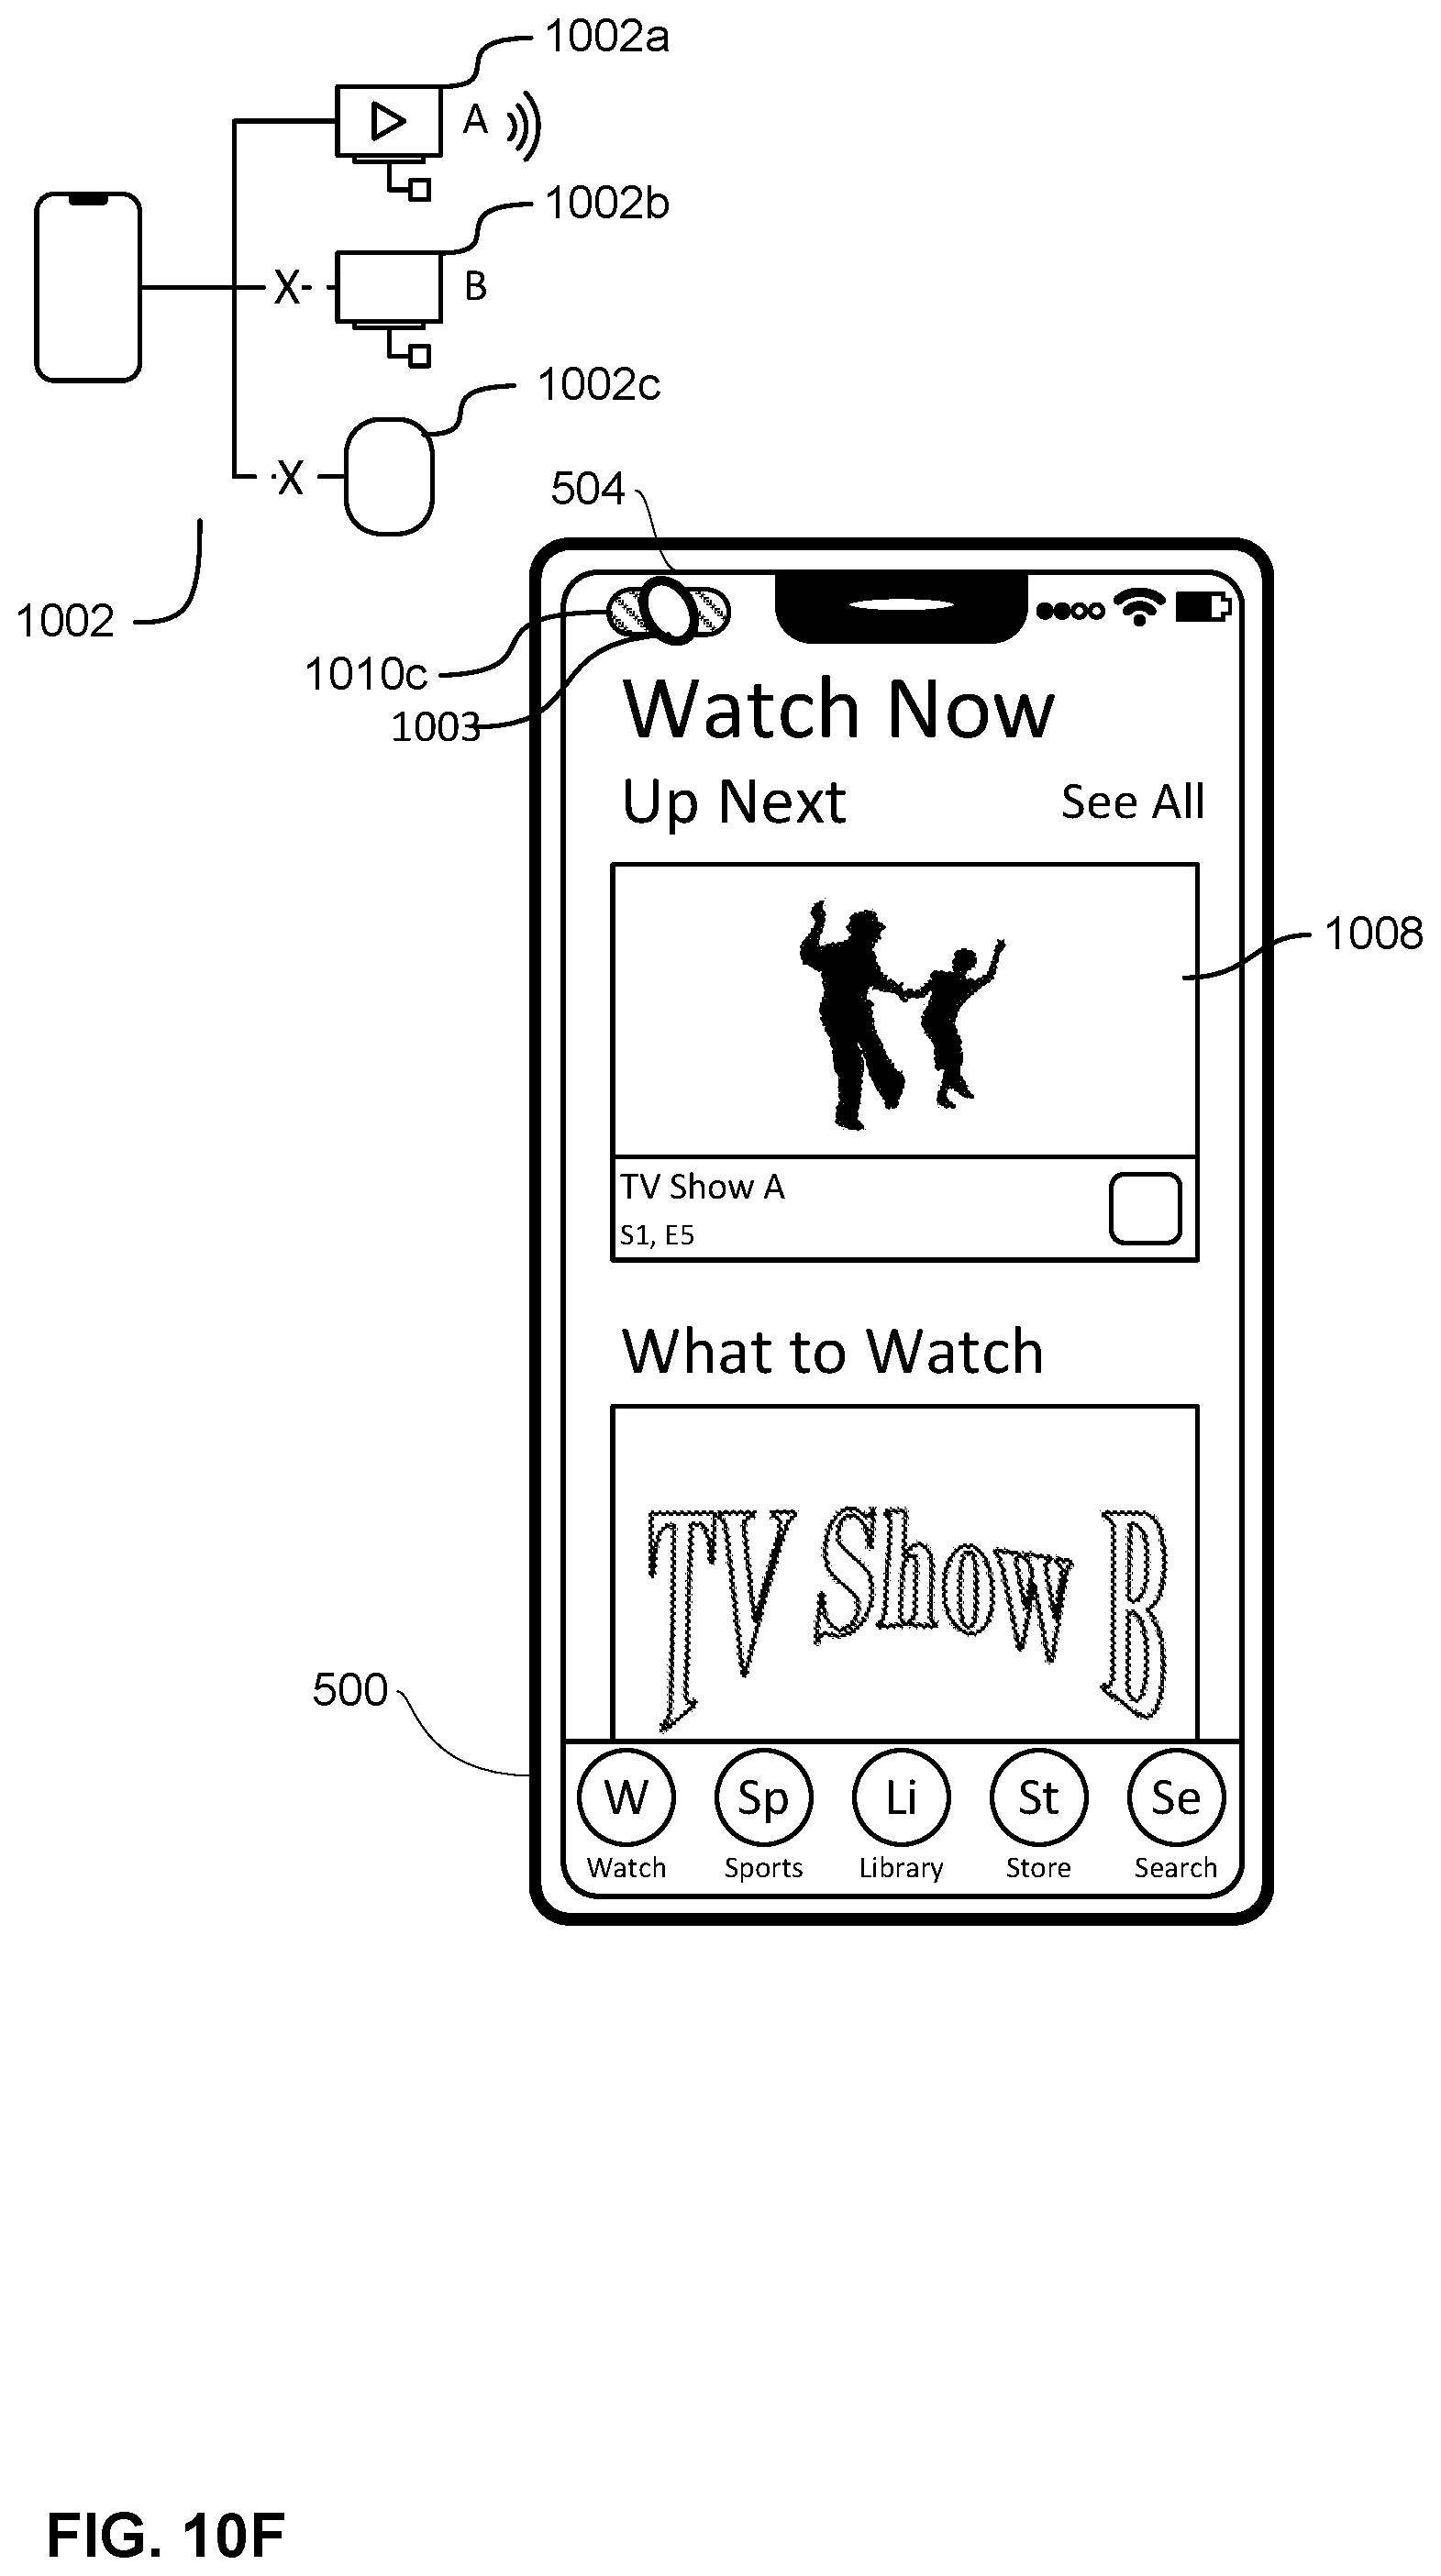 1002a
A
1002b
X
B
1002c
X
504
1002
1010c
1003
Watch Now
Up Next See All
1008
TV Show A
S1, E5
What to Watch
TV Show B
500
W Sp Li St Se
Watch Sports Library Store Search
FIG. 10F